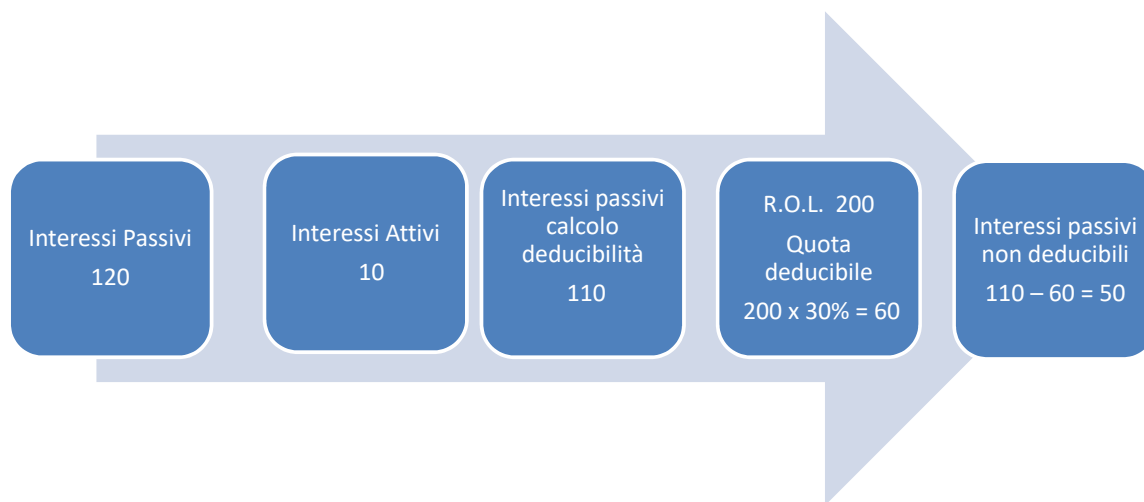 Interessi Passivi
120
Interessi Attivi
10
Interessi passivi
calcolo
deducibilità
110
R.O.L.  200
Quota
deducibile
200 x 30% = 60
Interessi passivi
non deducibili
110 – 60 = 50